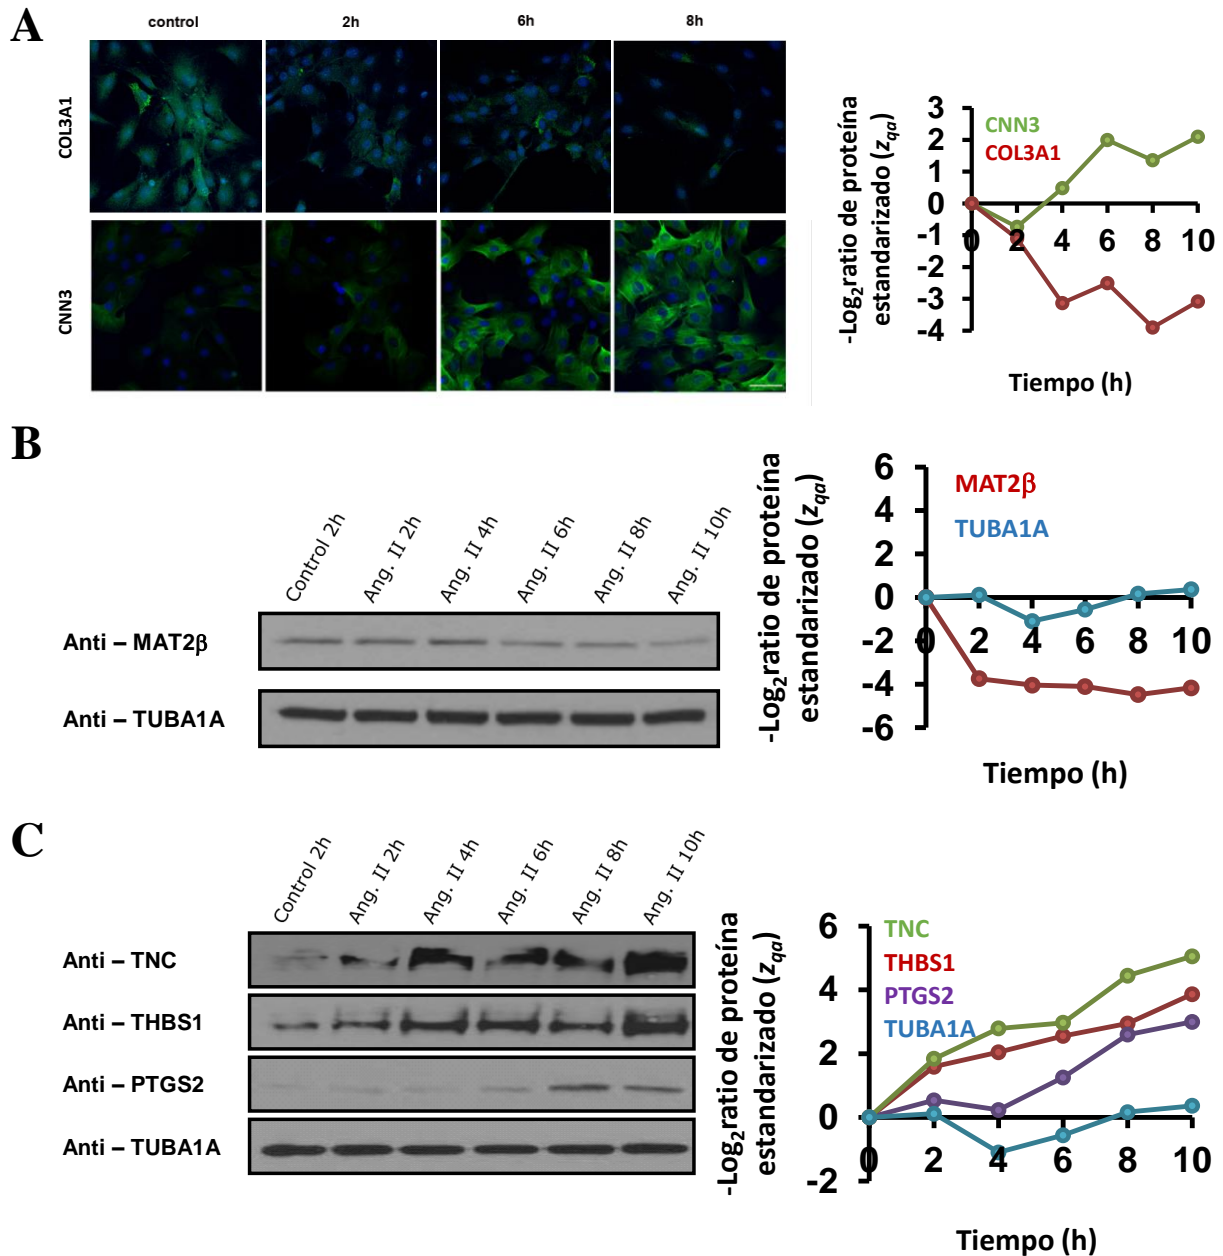 A
control
2h
6h
8h
COL3A1
CNN3
-Log2ratio de proteína
estandarizado (zqa)
3
2
1
0
-1
-2
-3
-4
CNN3
COL3A1
0 2 4 6 8 10
Tiempo (h)
B
Control 2h
Ang. II 2h
Ang. II 4h
Ang. II 6h
Ang. II 8h
Ang. II 10h
Anti – MAT2β
Anti – TUBA1A
-Log2ratio de proteína
estandarizado (zqa)
6
4
2
0
-2
-4
-6
MAT2β
TUBA1A
0 2 4 6 8 10
Tiempo (h)
C
Control 2h
Ang. II 2h
Ang. II 4h
Ang. II 6h
Ang. II 8h
Ang. II 10h
Anti – TNC
Anti – THBS1
Anti – PTGS2
Anti – TUBA1A
-Log2ratio de proteína
estandarizado (zqa)
6
4
2
0
-2
TNC
THBS1
PTGS2
TUBA1A
0 2 4 6 8 10
Tiempo (h)